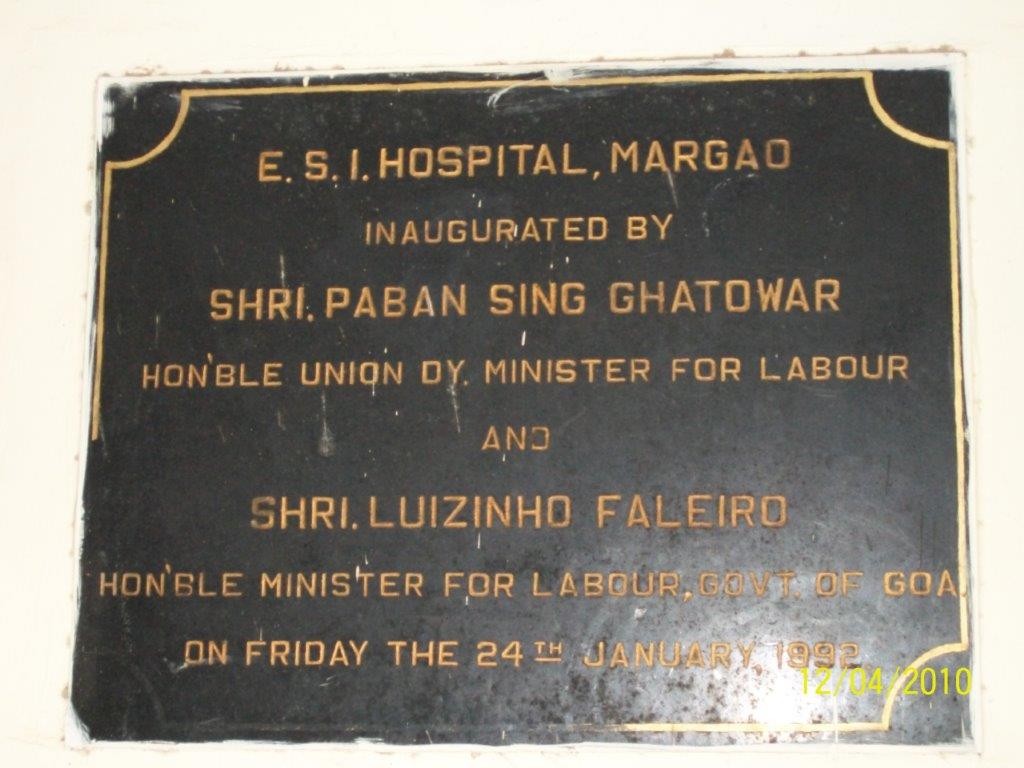 E. S. I. HOSPITAL, MARGAO
INAUGURATED BY
SHRI. PABAN SING GHATOWAR
HON'BLE UNION DY. MINISTER FOR LABOUR
AND
SHRI. LUIZINHO FALEIRO
HON'BLE MINISTER FOR LABOUR, GOVT. OF GOA.
ON FRIDAY THE 24TH JANUARY 1992
12/04/2010